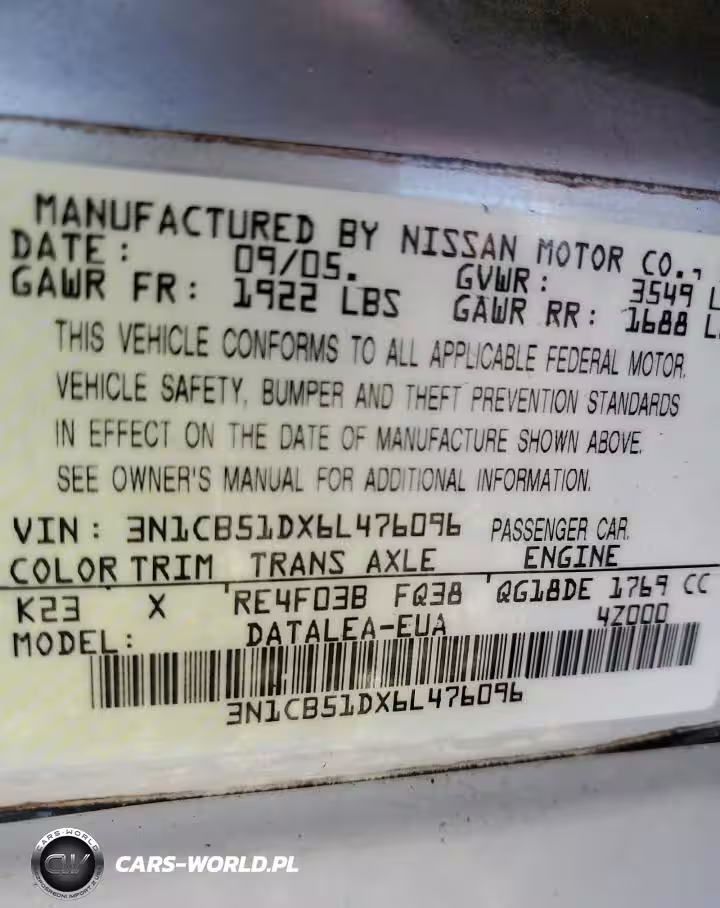 MANUFACTURED BY NISSAN MOTOR CO.,
DATE: 09/05. GVWR: 3549 L
GAWR FR: 1922 LBS GAWR RR: 1688 L
THIS VEHICLE CONFORMS TO ALL APPLICABLE FEDERAL MOTOR.
VEHICLE SAFETY, BUMPER AND THEFT PREVENTION STANDARDS
IN EFFECT ON THE DATE OF MANUFACTURE SHOWN ABOVE.
SEE OWNER'S MANUAL FOR ADDITIONAL INFORMATION.
VIN: 3N1CB51DX6L476096 PASSENGER CAR.
COLOR TRIM TRANS AXLE ENGINE
K23 X RE4F03B FQ38 QG18DE 1769 CC
MODEL: DATALEA-EUA 4Z000
3N1CB51DX6L476096
CARS-WORLD
CW
CARS-WORLD.PL